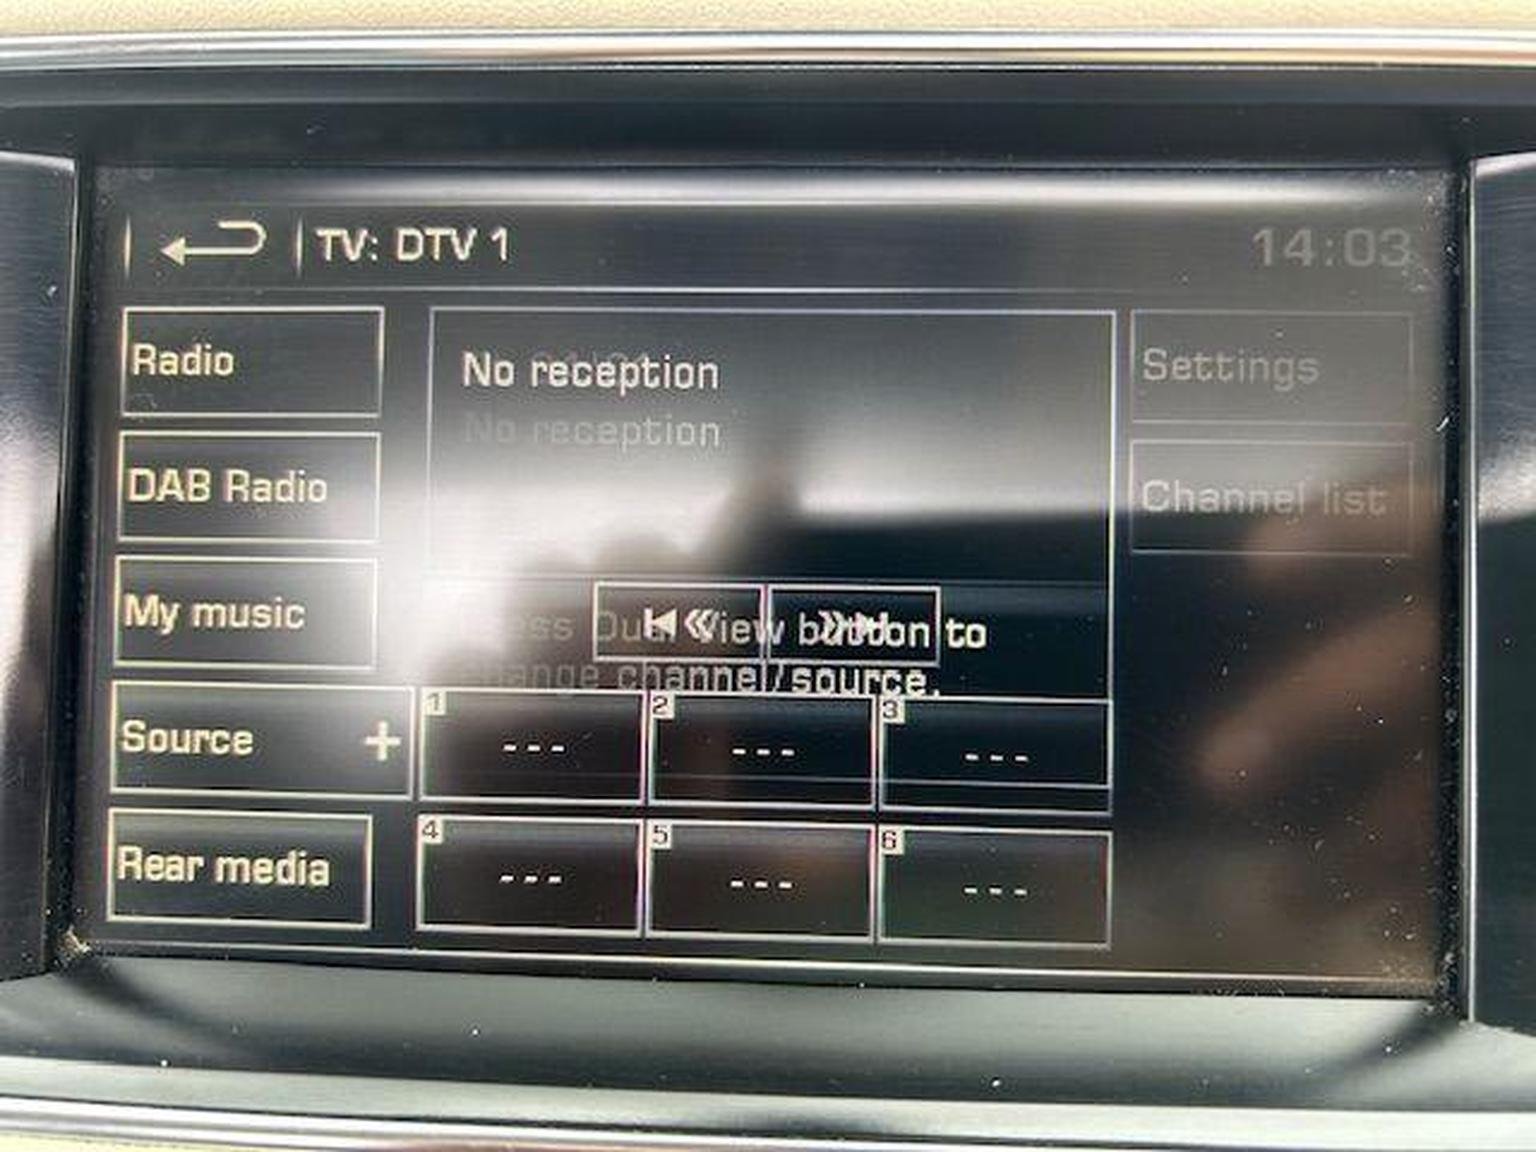 TV: DTV 1
14:03
Radio
No reception
Settings
No reception
DAB Radio
Channel list
My music
Dual View button to
change channel/source.
Source +
1 ---
2 ---
3 ---
Rear media
4 ---
5 ---
6 ---